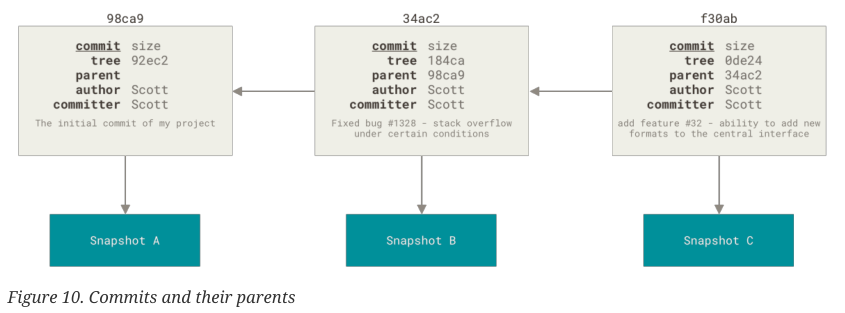 98ca9
commit size
tree 92ec2
parent
author Scott
committer Scott
The initial commit of my project
34ac2
commit size
tree 184ca
parent 98ca9
author Scott
committer Scott
Fixed bug #1328 - stack overflow
under certain conditions
f30ab
commit size
tree 0de24
parent 34ac2
author Scott
committer Scott
add feature #32 - ability to add new
formats to the central interface
Snapshot A
Snapshot B
Snapshot C
Figure 10. Commits and their parents